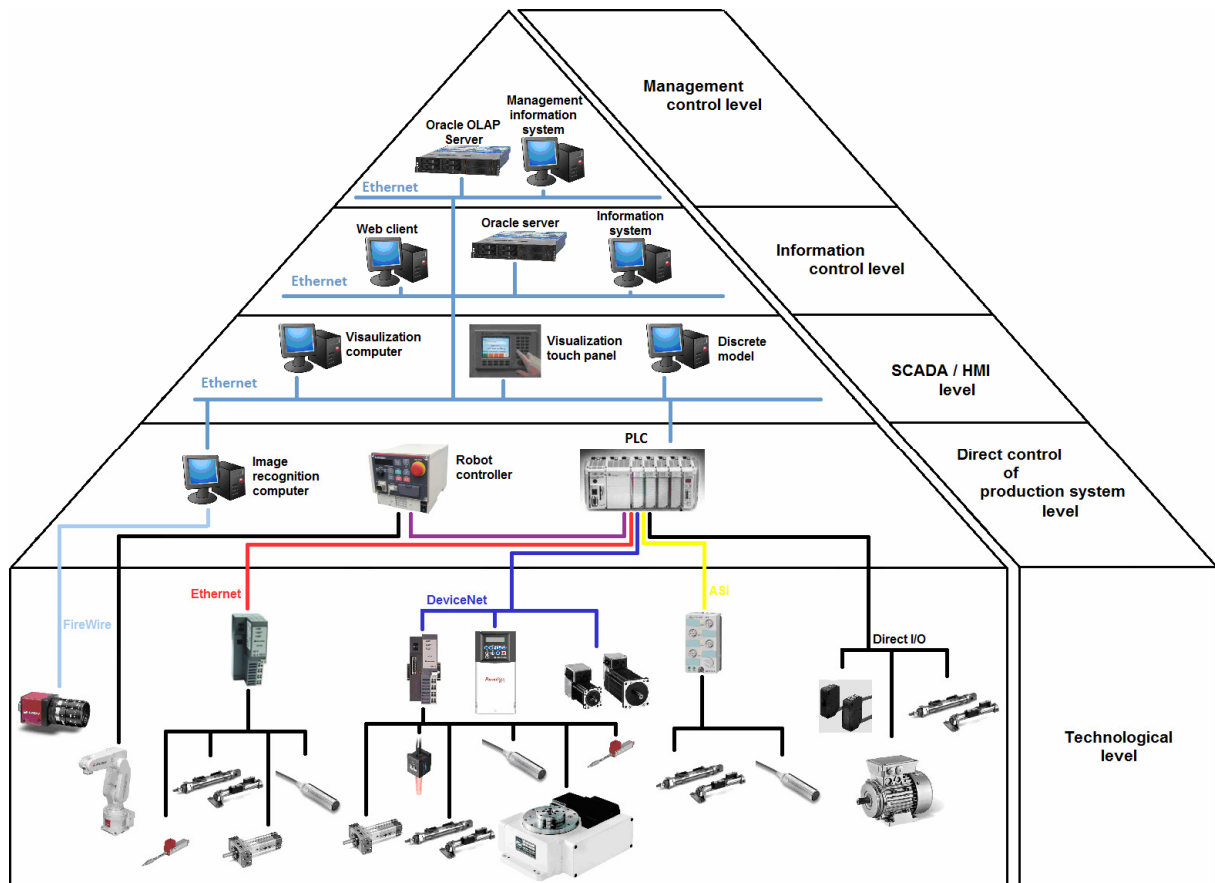 Management
control level
Management
information
system
Oracle OLAP
Server
Ethernet
Information
control level
Web client
Oracle server
Information
system
Ethernet
SCADA / HMI
level
Visaulization
computer
Visualization
touch panel
Discrete
model
Ethernet
Direct control
of
production system
level
Image
recognition
computer
Robot
controller
PLC
Technological
level
FireWire
Ethernet
DeviceNet
ASI
Direct I/O